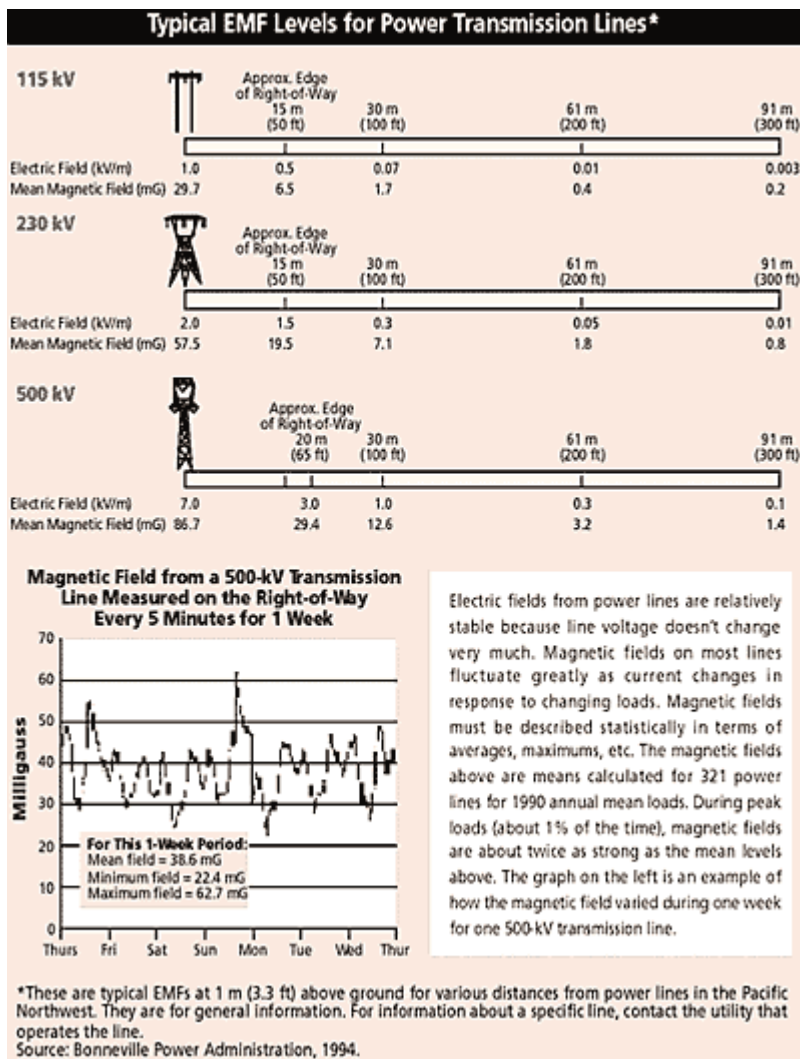 Typical EMF Levels for Power Transmission Lines*
115 kV
Approx. Edge
of Right-of-Way
15 m 30 m 61 m 91 m
(50 ft) (100 ft) (200 ft) (300 ft)
Electric Field (kV/m) 1.0 0.5 0.07 0.01 0.003
Mean Magnetic Field (mG) 29.7 6.5 1.7 0.4 0.2
230 kV
Approx. Edge
of Right-of-Way
15 m 30 m 61 m 91 m
(50 ft) (100 ft) (200 ft) (300 ft)
Electric Field (kV/m) 2.0 1.5 0.3 0.05 0.01
Mean Magnetic Field (mG) 57.5 19.5 7.1 1.8 0.8
500 kV
Approx. Edge
of Right-of-Way
20 m 30 m 61 m 91 m
(65 ft) (100 ft) (200 ft) (300 ft)
Electric Field (kV/m) 7.0 3.0 1.0 0.3 0.1
Mean Magnetic Field (mG) 86.7 29.4 12.6 3.2 1.4
Magnetic Field from a 500-kV Transmission
Line Measured on the Right-of-Way
Every 5 Minutes for 1 Week
70
60
50
40
30
20
10
0
Milligauss
For This 1-Week Period:
Mean field = 38.6 mG
Minimum field = 22.4 mG
Maximum field = 62.7 mG
Thurs Fri Sat Sun Mon Tue Wed Thur
Electric fields from power lines are relatively
stable because line voltage doesn't change
very much. Magnetic fields on most lines
fluctuate greatly as current changes in
response to changing loads. Magnetic fields
must be described statistically in terms of
averages, maximums, etc. The magnetic fields
above are means calculated for 321 power
lines for 1990 annual mean loads. During peak
loads (about 1% of the time), magnetic fields
are about twice as strong as the mean levels
above. The graph on the left is an example of
how the magnetic field varied during one week
for one 500-kV transmission line.
*These are typical EMFs at 1 m (3.3 ft) above ground for various distances from power lines in the Pacific
Northwest. They are for general information. For information about a specific line, contact the utility that
operates the line.
Source: Bonneville Power Administration, 1994.